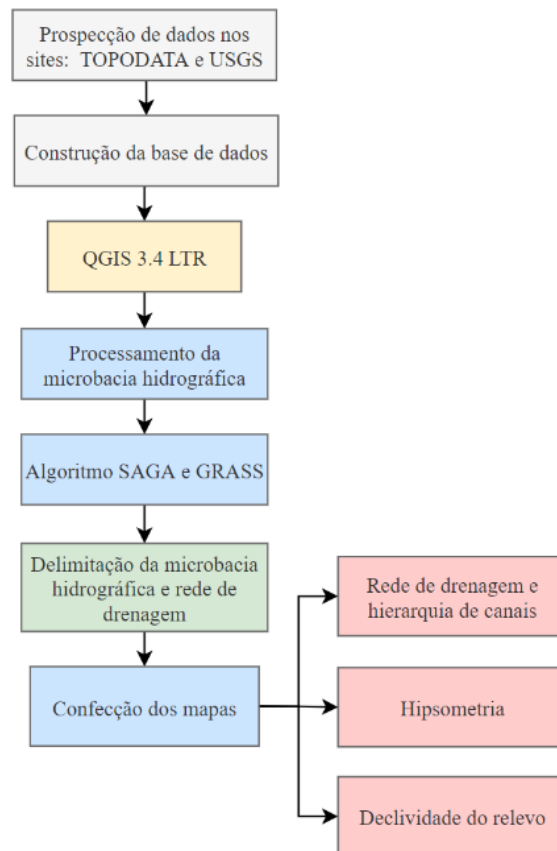 Prospecção de dados nos
sites: TOPODATA e USGS
Construção da base de dados
QGIS 3.4 LTR
Processamento da
microbacia hidrográfica
Algoritmo SAGA e GRASS
Delimitação da microbacia
hidrográfica e rede de
drenagem
Confecção dos mapas
Rede de drenagem e
hierarquia de canais
Hipsometria
Declividade do relevo